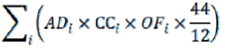 ∑ᵢ(ADᵢ × CCᵢ × OFᵢ × 44/12)